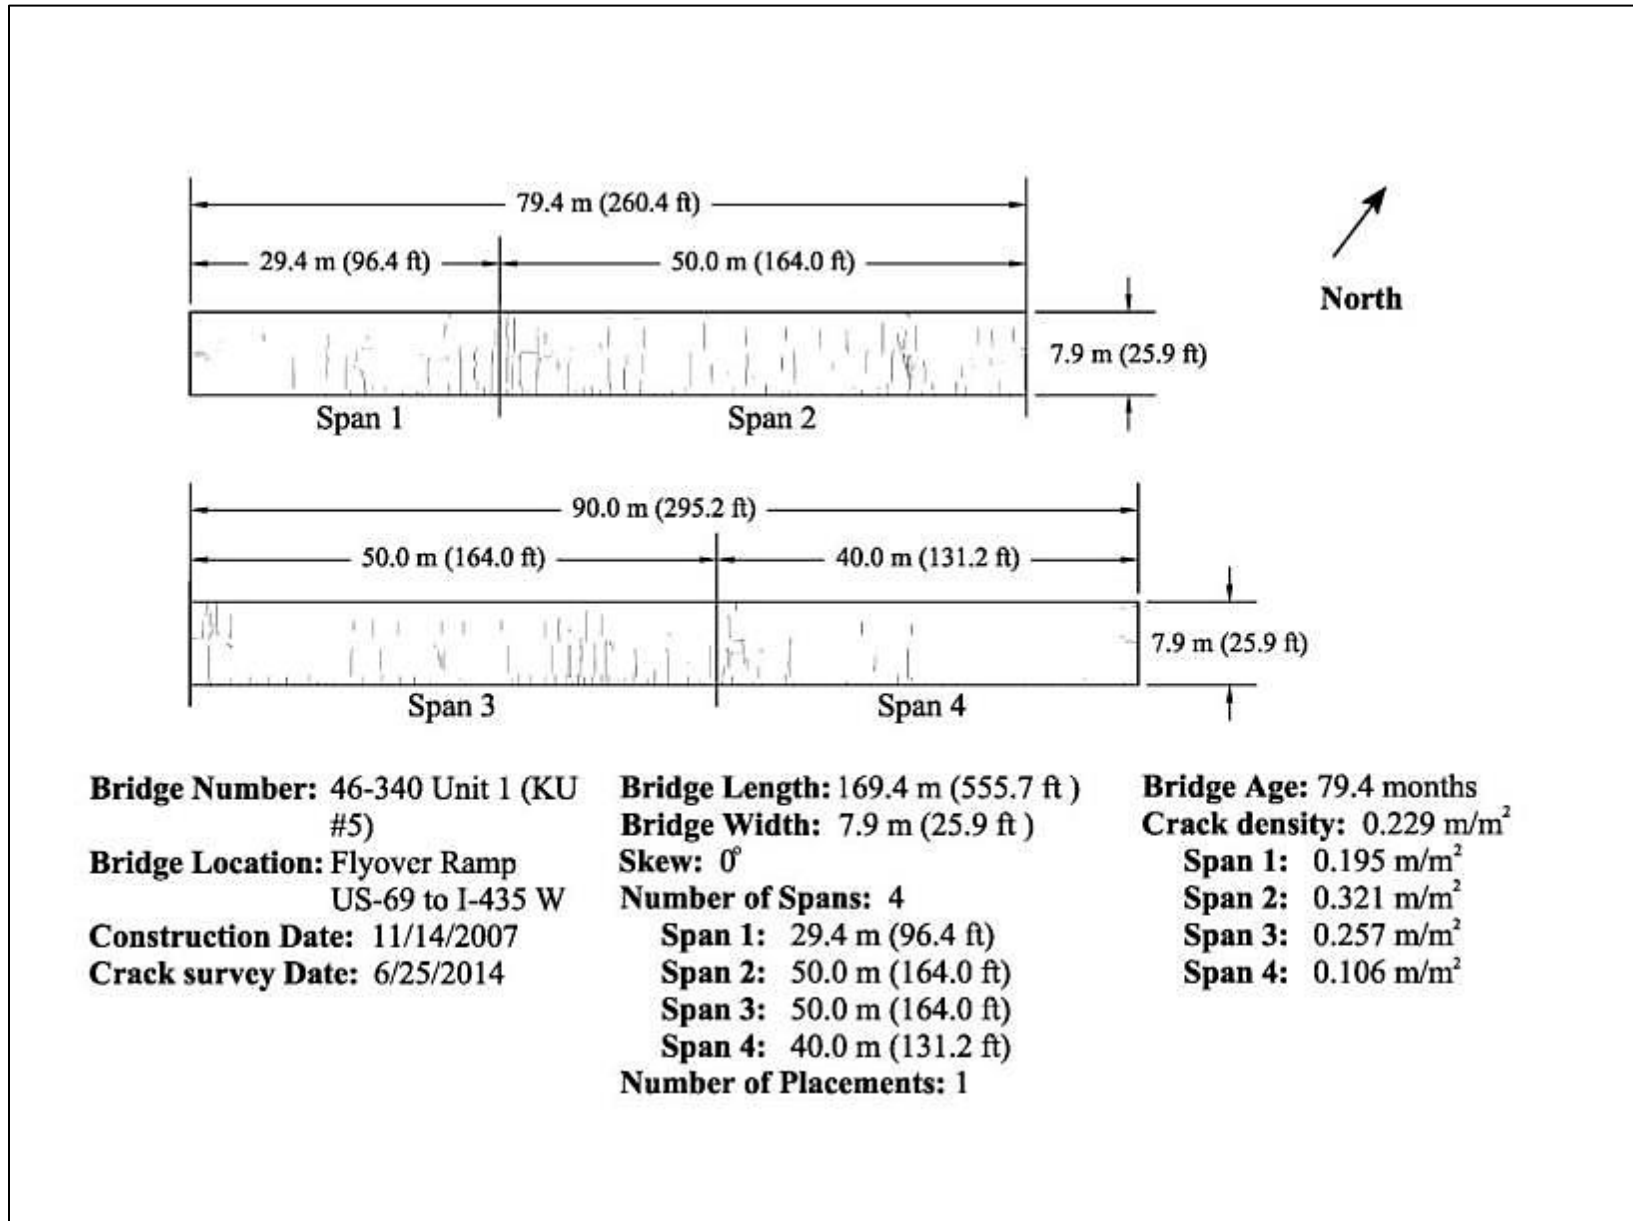 79.4 m (260.4 ft)
29.4 m (96.4 ft)
50.0 m (164.0 ft)
North
7.9 m (25.9 ft)
Span 1
Span 2
90.0 m (295.2 ft)
50.0 m (164.0 ft)
40.0 m (131.2 ft)
7.9 m (25.9 ft)
Span 3
Span 4
Bridge Number: 46-340 Unit 1 (KU
#5)
Bridge Location: Flyover Ramp
US-69 to I-435 W
Construction Date: 11/14/2007
Crack survey Date: 6/25/2014
Bridge Length: 169.4 m (555.7 ft )
Bridge Width: 7.9 m (25.9 ft )
Skew: 0°
Number of Spans: 4
Span 1: 29.4 m (96.4 ft)
Span 2: 50.0 m (164.0 ft)
Span 3: 50.0 m (164.0 ft)
Span 4: 40.0 m (131.2 ft)
Number of Placements: 1
Bridge Age: 79.4 months
Crack density: 0.229 m/m²
Span 1: 0.195 m/m²
Span 2: 0.321 m/m²
Span 3: 0.257 m/m²
Span 4: 0.106 m/m²